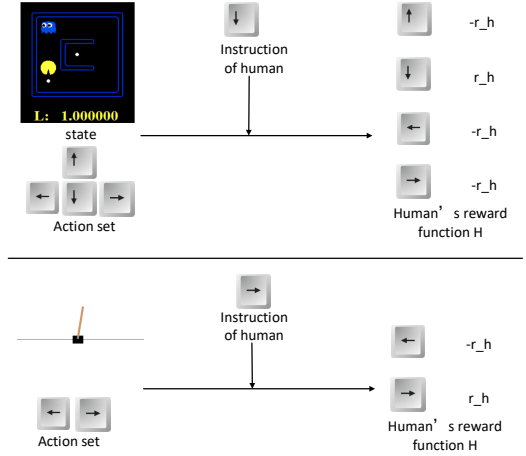 ↓
Instruction
of human
L: 1.000000
state
↑
← ↓ →
Action set
↑ -r_h
↓ r_h
← -r_h
→ -r_h
Human's reward
function H
→
Instruction
of human
← →
Action set
← -r_h
→ r_h
Human's reward
function H